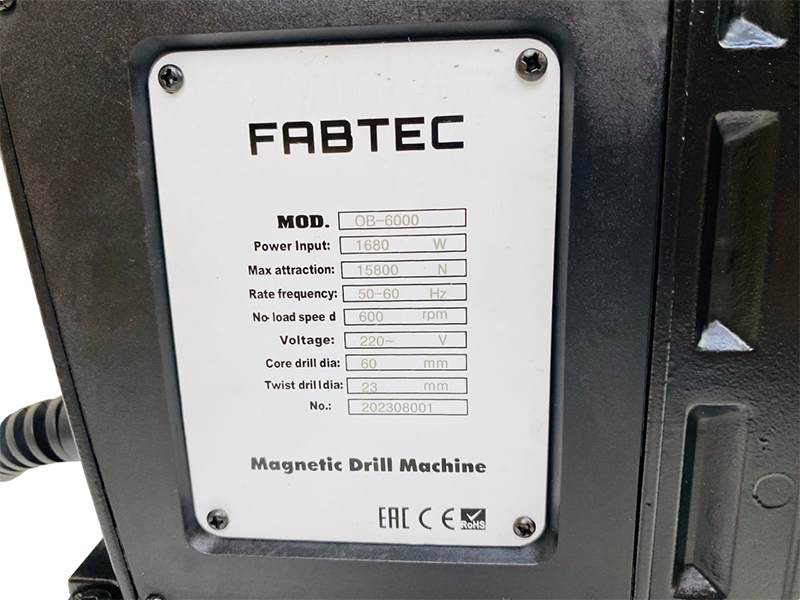 FABTEC
MOD. OB-6000
Power Input: 1680 W
Max attraction: 15800 N
Rate frequency: 50-60 Hz
No-load spee d 600 rpm
Voltage: 220~ V
Core drill dia: 60 mm
Twist drill dia: 23 mm
No.: 202308001
Magnetic Drill Machine
EAC CE RoHS